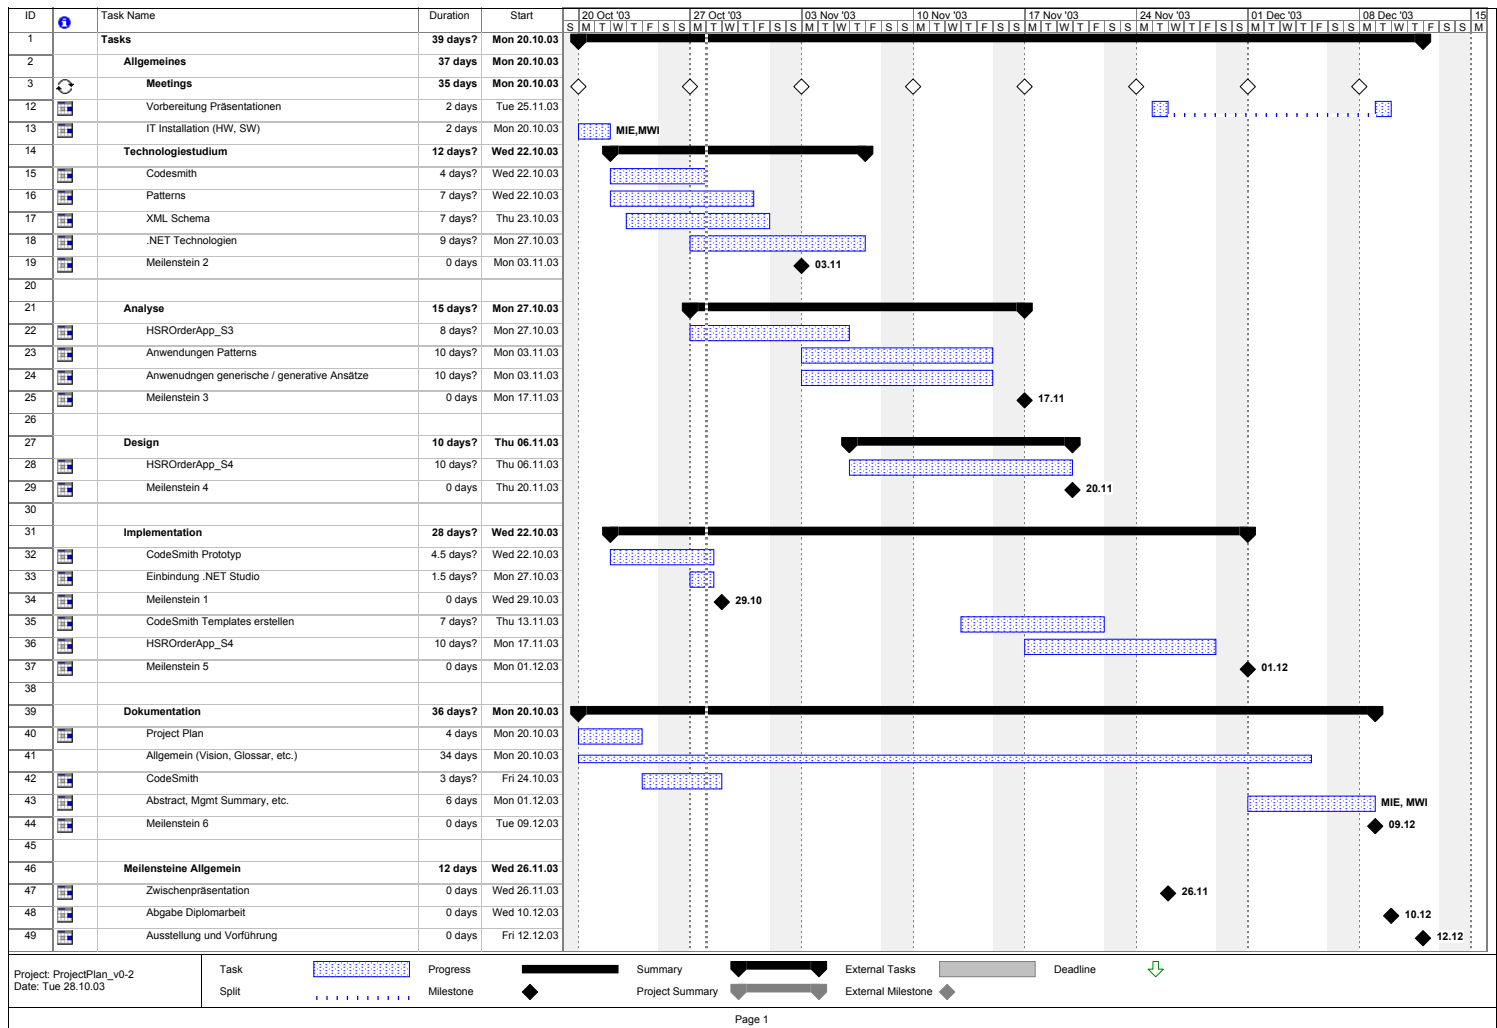 ID Task Name Duration Start 20 Oct '03 27 Oct '03 03 Nov '03 10 Nov '03 17 Nov '03 24 Nov '03 01 Dec '03 08 Dec '03 15
S M T W T F S S M T W T F S S M T W T F S S M T W T F S S M T W T F S S M T W T F S S M T W T F S S M T W T F S S M
1 Tasks 39 days? Mon 20.10.03
2 Allgemeines 37 days Mon 20.10.03
3 Meetings 35 days Mon 20.10.03
12 Vorbereitung Präsentationen 2 days Tue 25.11.03
13 IT Installation (HW, SW) 2 days Mon 20.10.03 MIE,MWI
14 Technologiestudium 12 days? Wed 22.10.03
15 Codesmith 4 days? Wed 22.10.03
16 Patterns 7 days? Wed 22.10.03
17 XML Schema 7 days? Thu 23.10.03
18 .NET Technologien 9 days? Mon 27.10.03
19 Meilenstein 2 0 days Mon 03.11.03 03.11
20
21 Analyse 15 days? Mon 27.10.03
22 HSROrderApp_S3 8 days? Mon 27.10.03
23 Anwendungen Patterns 10 days? Mon 03.11.03
24 Anwenudngen generische / generative Ansätze 10 days? Mon 03.11.03
25 Meilenstein 3 0 days Mon 17.11.03 17.11
26
27 Design 10 days? Thu 06.11.03
28 HSROrderApp_S4 10 days? Thu 06.11.03
29 Meilenstein 4 0 days Thu 20.11.03 20.11
30
31 Implementation 28 days? Wed 22.10.03
32 CodeSmith Prototyp 4.5 days? Wed 22.10.03
33 Einbindung .NET Studio 1.5 days? Mon 27.10.03
34 Meilenstein 1 0 days Wed 29.10.03 29.10
35 CodeSmith Templates erstellen 7 days? Thu 13.11.03
36 HSROrderApp_S4 10 days? Mon 17.11.03
37 Meilenstein 5 0 days Mon 01.12.03 01.12
38
39 Dokumentation 36 days? Mon 20.10.03
40 Project Plan 4 days Mon 20.10.03
41 Allgemein (Vision, Glossar, etc.) 34 days Mon 20.10.03
42 CodeSmith 3 days? Fri 24.10.03
43 Abstract, Mgmt Summary, etc. 6 days Mon 01.12.03 MIE, MWI
44 Meilenstein 6 0 days Tue 09.12.03 09.12
45
46 Meilensteine Allgemein 12 days Wed 26.11.03
47 Zwischenpräsentation 0 days Wed 26.11.03 26.11
48 Abgabe Diplomarbeit 0 days Wed 10.12.03 10.12
49 Ausstellung und Vorführung 0 days Fri 12.12.03 12.12
Project: ProjectPlan_v0-2
Date: Tue 28.10.03
Task Progress Summary External Tasks Deadline
Split Milestone Project Summary External Milestone
Page 1